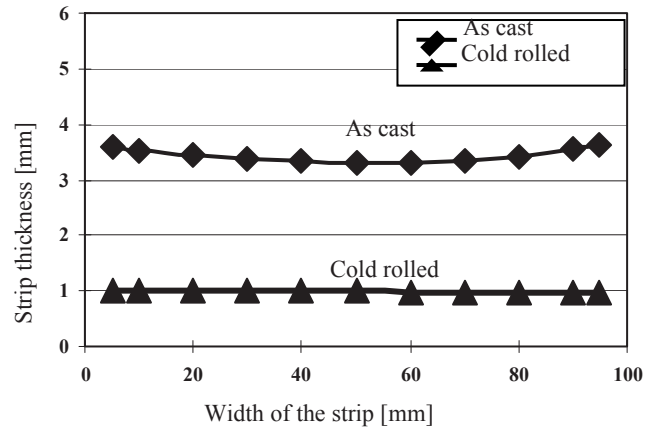 As cast
Cold rolled
Strip thickness [mm]
6
5
4
3
2
1
0
As cast
Cold rolled
0 20 40 60 80 100
Width of the strip [mm]